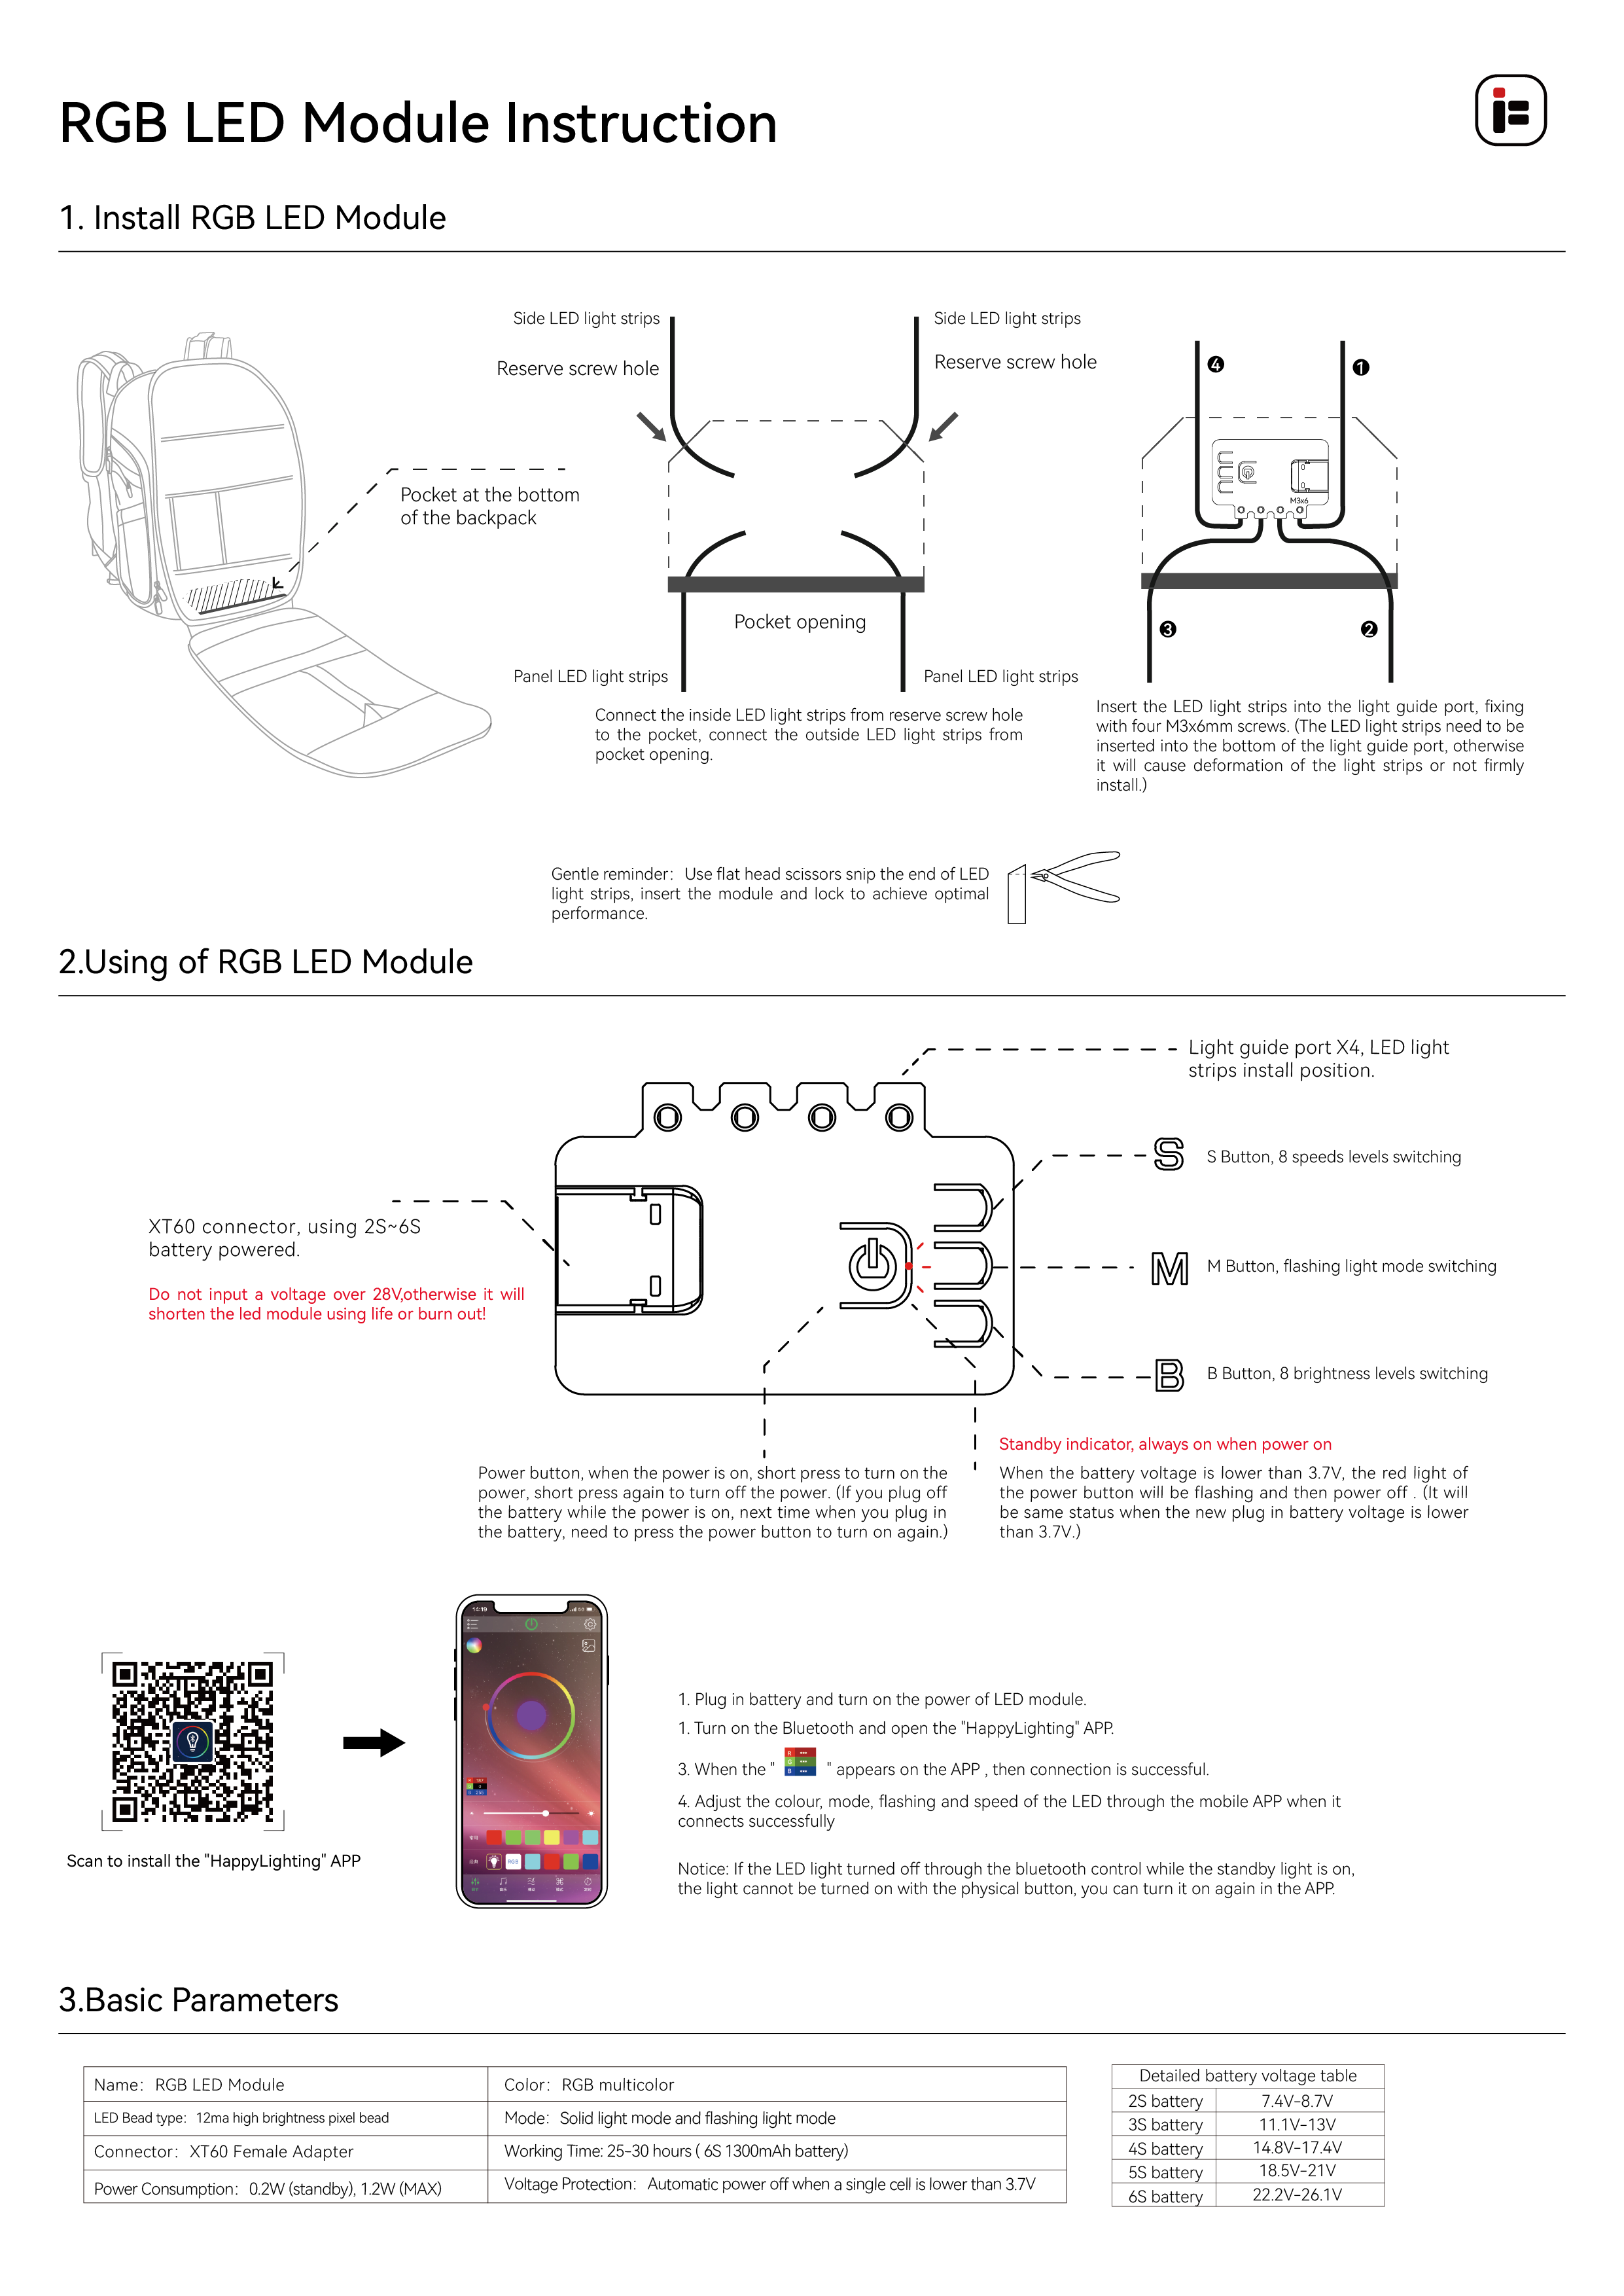 RGB LED Module Instruction
1. Install RGB LED Module
Side LED light strips
Side LED light strips
Reserve screw hole
Reserve screw hole
4
1
M3x6
Pocket at the bottom
of the backpack
Pocket opening
3
2
Panel LED light strips
Panel LED light strips
Connect the inside LED light strips from reserve screw hole
to the pocket, connect the outside LED light strips from
pocket opening.
Insert the LED light strips into the light guide port, fixing
with four M3x6mm screws. (The LED light strips need to be
inserted into the bottom of the light guide port, otherwise
it will cause deformation of the light strips or not firmly
install.)
Gentle reminder: Use flat head scissors snip the end of LED
light strips, insert the module and lock to achieve optimal
performance.
2.Using of RGB LED Module
Light guide port X4, LED light
strips install position.
S
S Button, 8 speeds levels switching
XT60 connector, using 2S~6S
battery powered.
Do not input a voltage over 28V,otherwise it will
shorten the led module using life or burn out!
M
M Button, flashing light mode switching
B
B Button, 8 brightness levels switching
Power button, when the power is on, short press to turn on the
power, short press again to turn off the power. (If you plug off
the battery while the power is on, next time when you plug in
the battery, need to press the power button to turn on again.)
Standby indicator, always on when power on
When the battery voltage is lower than 3.7V, the red light of
the power button will be flashing and then power off . (It will
be same status when the new plug in battery voltage is lower
than 3.7V.)
Scan to install the "HappyLighting" APP
1. Plug in battery and turn on the power of LED module.
1. Turn on the Bluetooth and open the "HappyLighting" APP.
3. When the " R G B " appears on the APP , then connection is successful.
4. Adjust the colour, mode, flashing and speed of the LED through the mobile APP when it
connects successfully
Notice: If the LED light turned off through the bluetooth control while the standby light is on,
the light cannot be turned on with the physical button, you can turn it on again in the APP.
3.Basic Parameters
Name: RGB LED Module
Color: RGB multicolor
LED Bead type: 12ma high brightness pixel bead
Mode: Solid light mode and flashing light mode
Connector: XT60 Female Adapter
Working Time: 25-30 hours ( 6S 1300mAh battery)
Power Consumption: 0.2W (standby), 1.2W (MAX)
Voltage Protection: Automatic power off when a single cell is lower than 3.7V
Detailed battery voltage table
2S battery 7.4V-8.7V
3S battery 11.1V-13V
4S battery 14.8V-17.4V
5S battery 18.5V-21V
6S battery 22.2V-26.1V